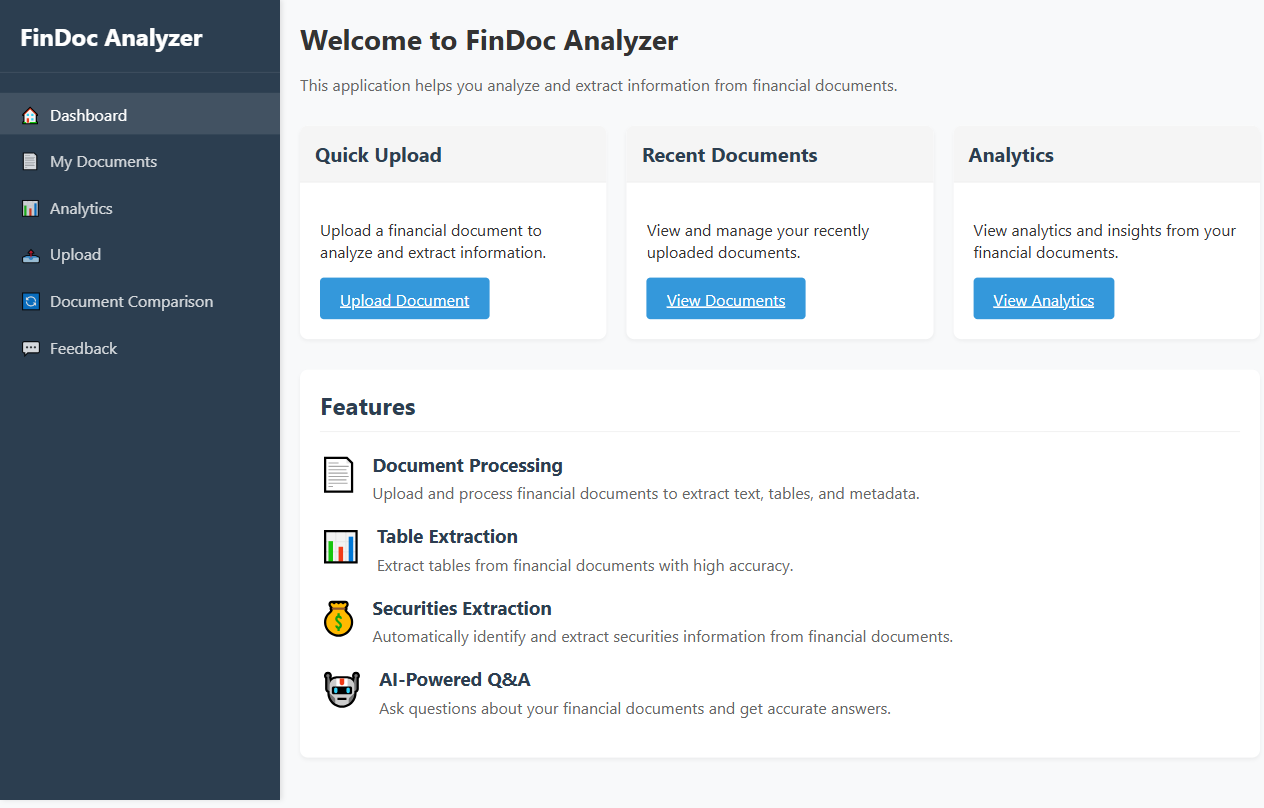 FinDoc Analyzer
Dashboard
My Documents
Analytics
Upload
Document Comparison
Feedback
Welcome to FinDoc Analyzer
This application helps you analyze and extract information from financial documents.
Quick Upload
Upload a financial document to
analyze and extract information.
Upload Document
Recent Documents
View and manage your recently
uploaded documents.
View Documents
Analytics
View analytics and insights from your
financial documents.
View Analytics
Features
Document Processing
Upload and process financial documents to extract text, tables, and metadata.
Table Extraction
Extract tables from financial documents with high accuracy.
Securities Extraction
Automatically identify and extract securities information from financial documents.
AI-Powered Q&A
Ask questions about your financial documents and get accurate answers.